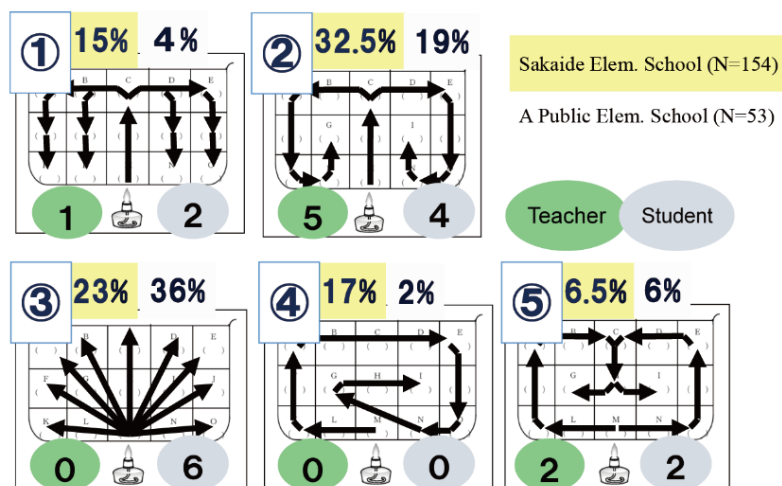 ① 15% 4%
B C D E
1 2
② 32.5% 19%
B C D E
G I
5 4
Sakaide Elem. School (N=154)
A Public Elem. School (N=53)
Teacher Student
③ 23% 36%
B D E
F G I J
K L N O
0 6
④ 17% 2%
B C D E
G H I
L M N
0 0
⑤ 6.5% 6%
B C D E
G I
L M N
2 2